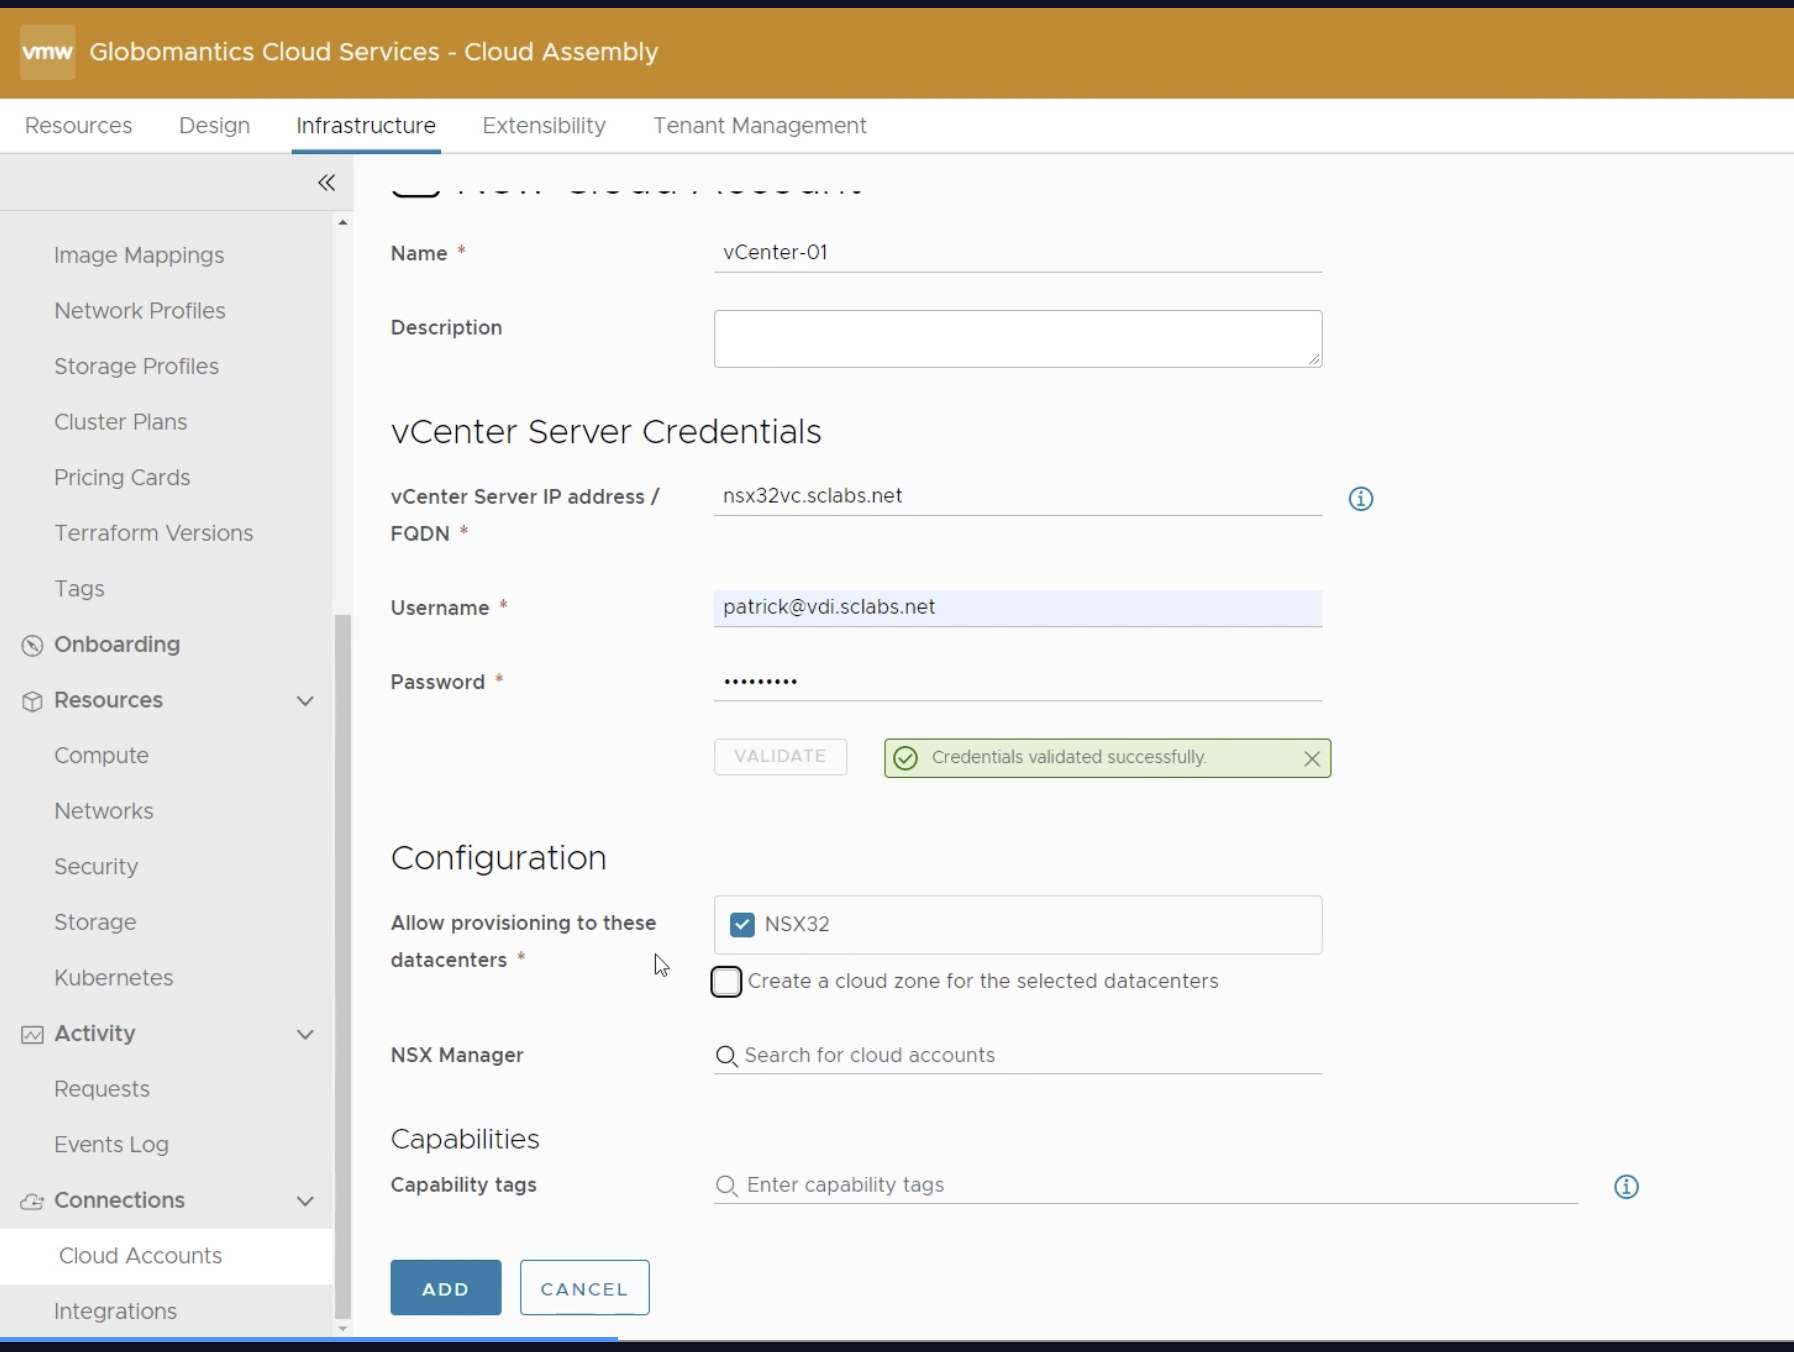 vmw Globomantics Cloud Services - Cloud Assembly
Resources Design Infrastructure Extensibility Tenant Management
New Cloud Account
Image Mappings
Network Profiles
Storage Profiles
Cluster Plans
Pricing Cards
Terraform Versions
Tags
Onboarding
Resources
Compute
Networks
Security
Storage
Kubernetes
Activity
Requests
Events Log
Connections
Cloud Accounts
Integrations
Name * vCenter-01
Description
vCenter Server Credentials
vCenter Server IP address / nsx32vc.sclabs.net
FQDN *
Username * patrick@vdi.sclabs.net
Password * •••••••••
VALIDATE Credentials validated successfully.
Configuration
Allow provisioning to these NSX32
datacenters *
Create a cloud zone for the selected datacenters
NSX Manager Search for cloud accounts
Capabilities
Capability tags Enter capability tags
ADD CANCEL